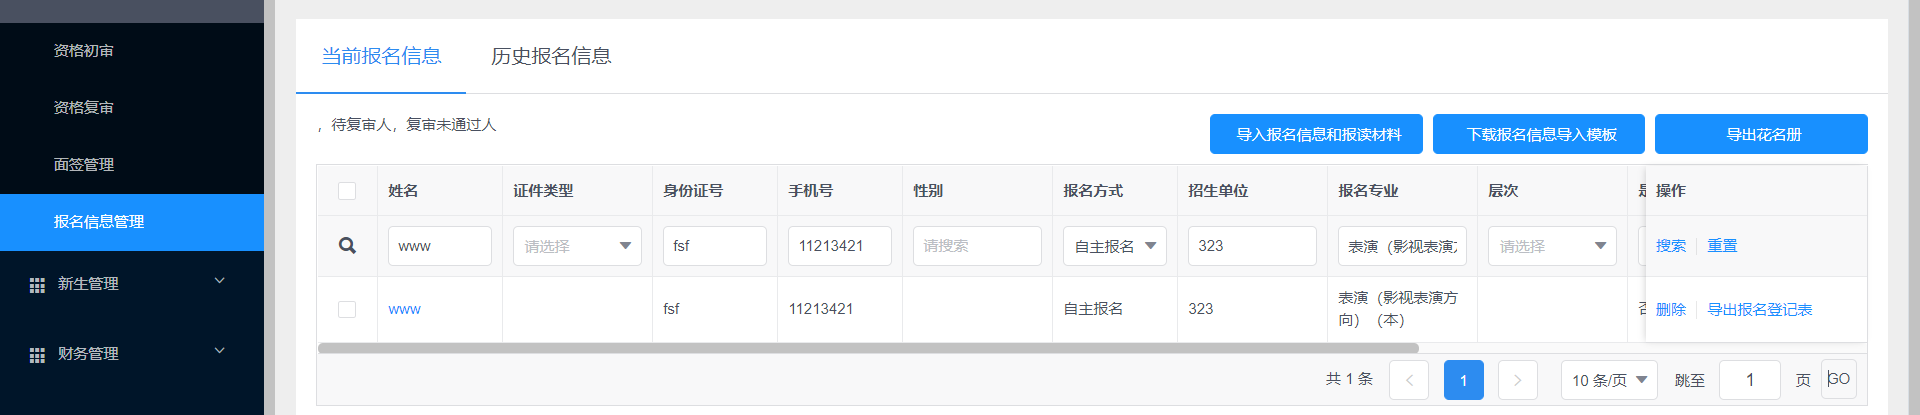 资格初审
资格复审
面签管理
报名信息管理
新生管理
财务管理
当前报名信息 历史报名信息
，待复审人，复审未通过人
导入报名信息和报读材料 下载报名信息导入模板 导出花名册
姓名 证件类型 身份证号 手机号 性别 报名方式 招生单位 报名专业 层次 操作
www 请选择 fsf 11213421 请搜索 自主报名 323 表演（影视表演 请选择 搜索 重置
www fsf 11213421 自主报名 323 表演（影视表演方
向）（本） 删除 导出报名登记表
共 1 条 1 10 条/页 跳至 1 页 GO